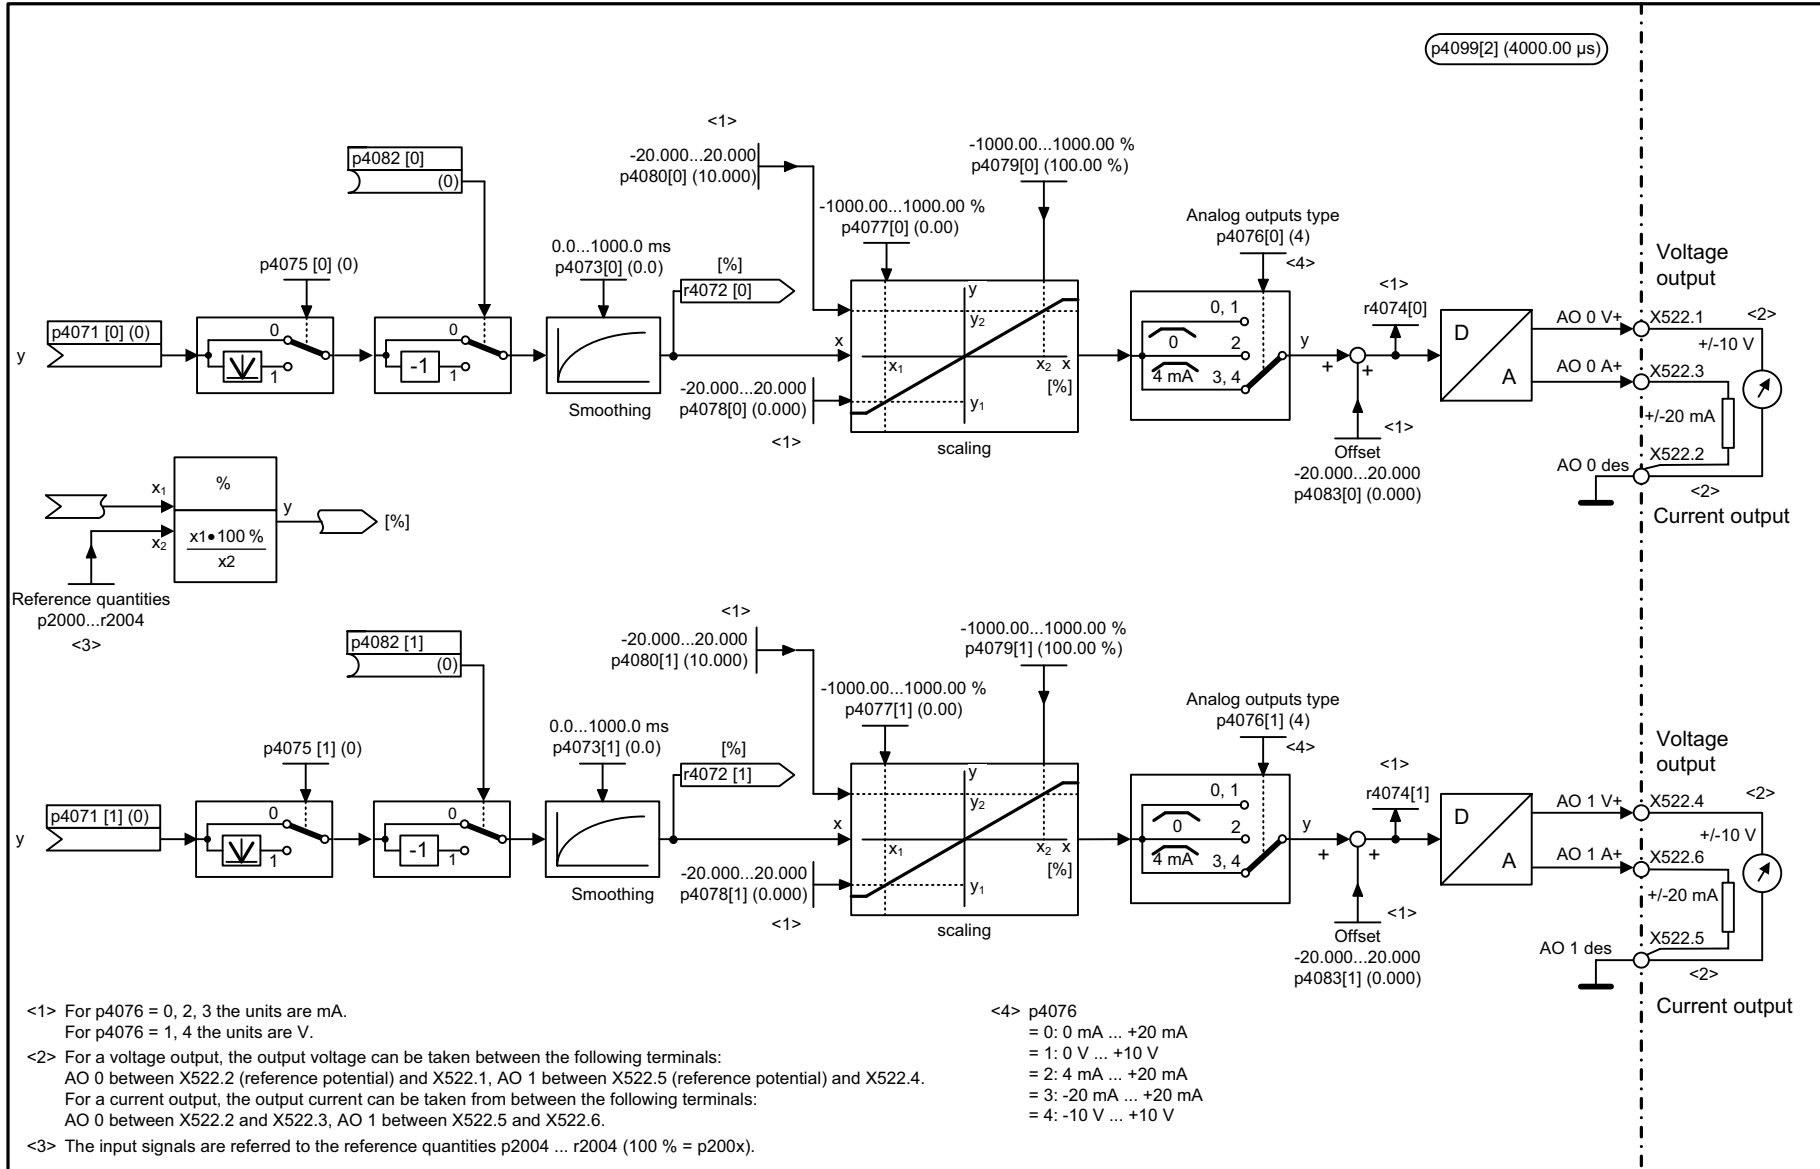 p4099[2] (4000.00 µs)
<1>
-20.000...20.000
p4080[0] (10.000)
-1000.00...1000.00 %
p4079[0] (100.00 %)
p4082 [0]
(0)
-1000.00...1000.00 %
p4077[0] (0.00)
Analog outputs type
p4076[0] (4)
<4>
p4075 [0] (0)
0.0...1000.0 ms
p4073[0] (0.0)
[%]
r4072 [0]
Voltage
output
<1>
r4074[0]
p4071 [0] (0)
y
0
1
0
-1
1
Smoothing
x
y
y2
x1
x2
x
[%]
y1
scaling
-20.000...20.000
p4078[0] (0.000)
<1>
0, 1
0
2
4 mA
3, 4
y
+
+
<1>
Offset
-20.000...20.000
p4083[0] (0.000)
D
A
AO 0 V+
X522.1
<2>
+/-10 V
AO 0 A+
X522.3
+/-20 mA
X522.2
AO 0 des
<2>
Current output
x1
x2
%
x1•100 %
x2
y
[%]
Reference quantities
p2000...r2004
<3>
<1>
-20.000...20.000
p4080[1] (10.000)
-1000.00...1000.00 %
p4079[1] (100.00 %)
p4082 [1]
(0)
-1000.00...1000.00 %
p4077[1] (0.00)
Analog outputs type
p4076[1] (4)
<4>
p4075 [1] (0)
0.0...1000.0 ms
p4073[1] (0.0)
[%]
r4072 [1]
Voltage
output
<1>
r4074[1]
p4071 [1] (0)
y
0
1
0
-1
1
Smoothing
x
y
y2
x1
x2
x
[%]
y1
scaling
-20.000...20.000
p4078[1] (0.000)
<1>
0, 1
0
2
4 mA
3, 4
y
+
+
<1>
Offset
-20.000...20.000
p4083[1] (0.000)
D
A
AO 1 V+
X522.4
<2>
+/-10 V
AO 1 A+
X522.6
+/-20 mA
X522.5
AO 1 des
<2>
Current output
<1> For p4076 = 0, 2, 3 the units are mA.
For p4076 = 1, 4 the units are V.
<2> For a voltage output, the output voltage can be taken between the following terminals:
AO 0 between X522.2 (reference potential) and X522.1, AO 1 between X522.5 (reference potential) and X522.4.
For a current output, the output current can be taken from between the following terminals:
AO 0 between X522.2 and X522.3, AO 1 between X522.5 and X522.6.
<3> The input signals are referred to the reference quantities p2004 ... r2004 (100 % = p200x).
<4> p4076
= 0: 0 mA ... +20 mA
= 1: 0 V ... +10 V
= 2: 4 mA ... +20 mA
= 3: -20 mA ... +20 mA
= 4: -10 V ... +10 V